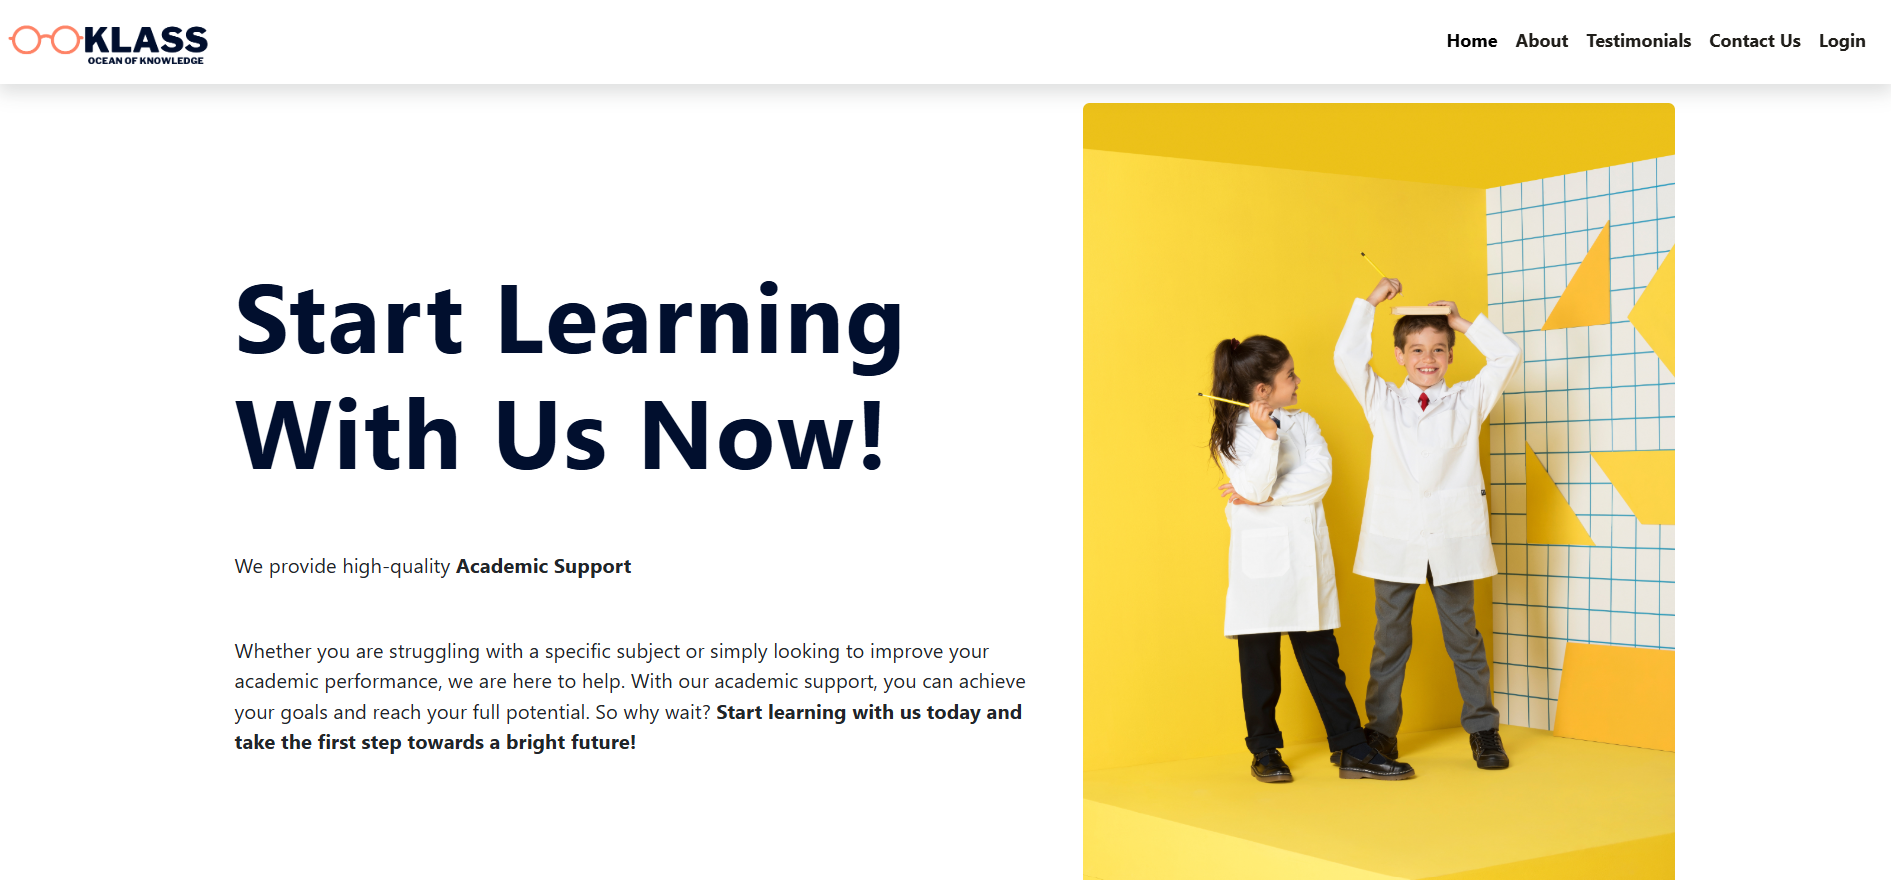 KLASS
OCEAN OF KNOWLEDGE
Home About Testimonials Contact Us Login
Start Learning
With Us Now!
We provide high-quality Academic Support
Whether you are struggling with a specific subject or simply looking to improve your
academic performance, we are here to help. With our academic support, you can achieve
your goals and reach your full potential. So why wait? Start learning with us today and
take the first step towards a bright future!